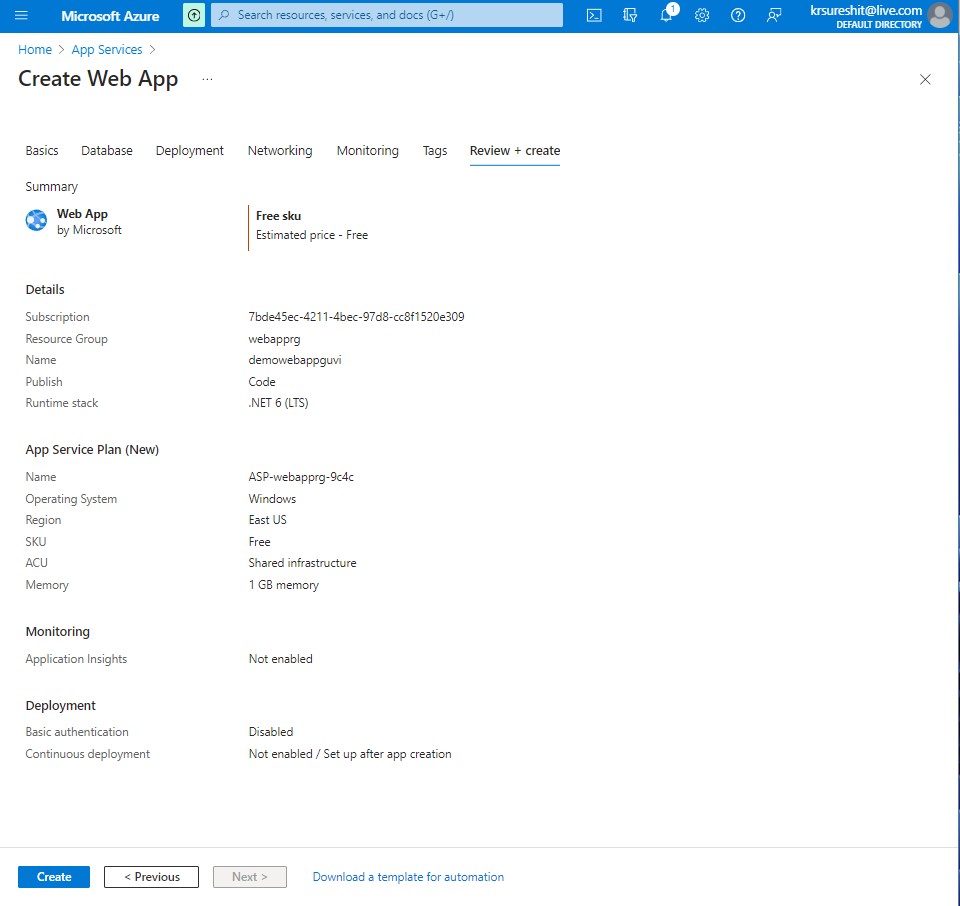 Microsoft Azure
Search resources, services, and docs (G+/)
1
krsureshit@live.com
DEFAULT DIRECTORY
Home > App Services >
Create Web App ...
Basics Database Deployment Networking Monitoring Tags Review + create
Summary
Web App
by Microsoft
Free sku
Estimated price - Free
Details
Subscription 7bde45ec-4211-4bec-97d8-cc8f1520e309
Resource Group webapprg
Name demowebappguvi
Publish Code
Runtime stack .NET 6 (LTS)
App Service Plan (New)
Name ASP-webapprg-9c4c
Operating System Windows
Region East US
SKU Free
ACU Shared infrastructure
Memory 1 GB memory
Monitoring
Application Insights Not enabled
Deployment
Basic authentication Disabled
Continuous deployment Not enabled / Set up after app creation
Create < Previous Next > Download a template for automation